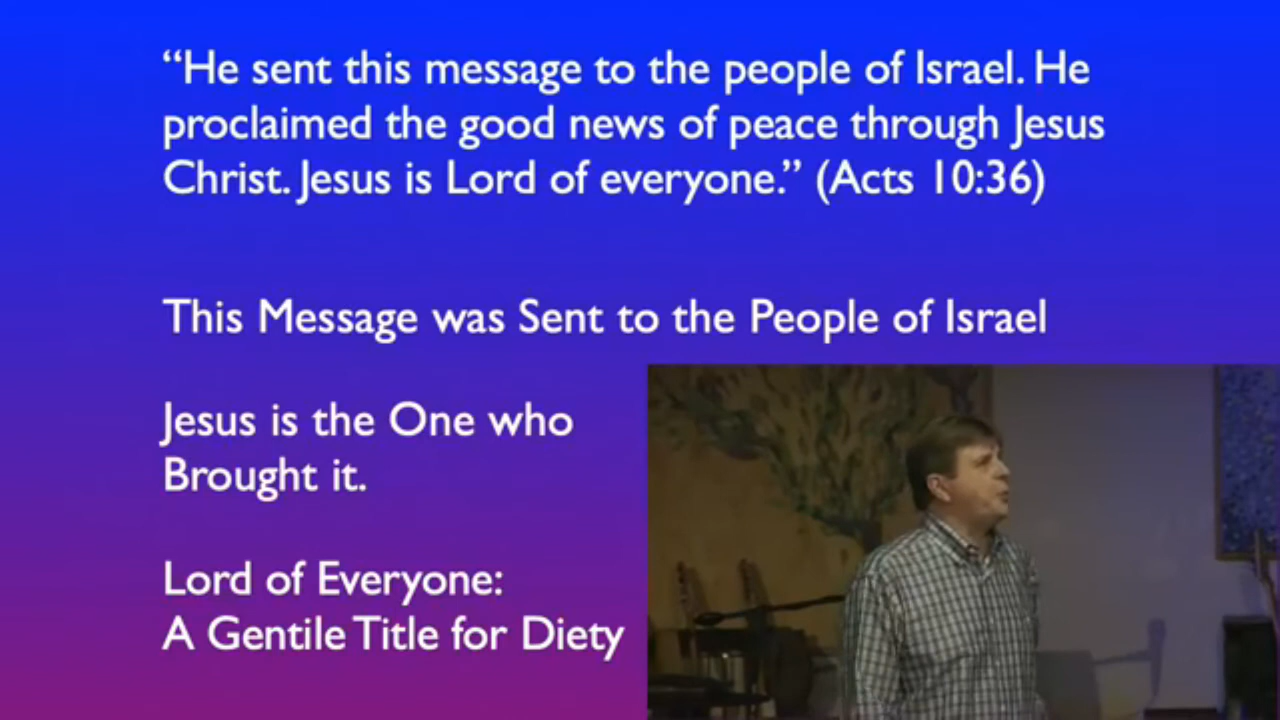 “He sent this message to the people of Israel. He
proclaimed the good news of peace through Jesus
Christ. Jesus is Lord of everyone.” (Acts 10:36)
This Message was Sent to the People of Israel
Jesus is the One who
Brought it.
Lord of Everyone:
A Gentile Title for Diety